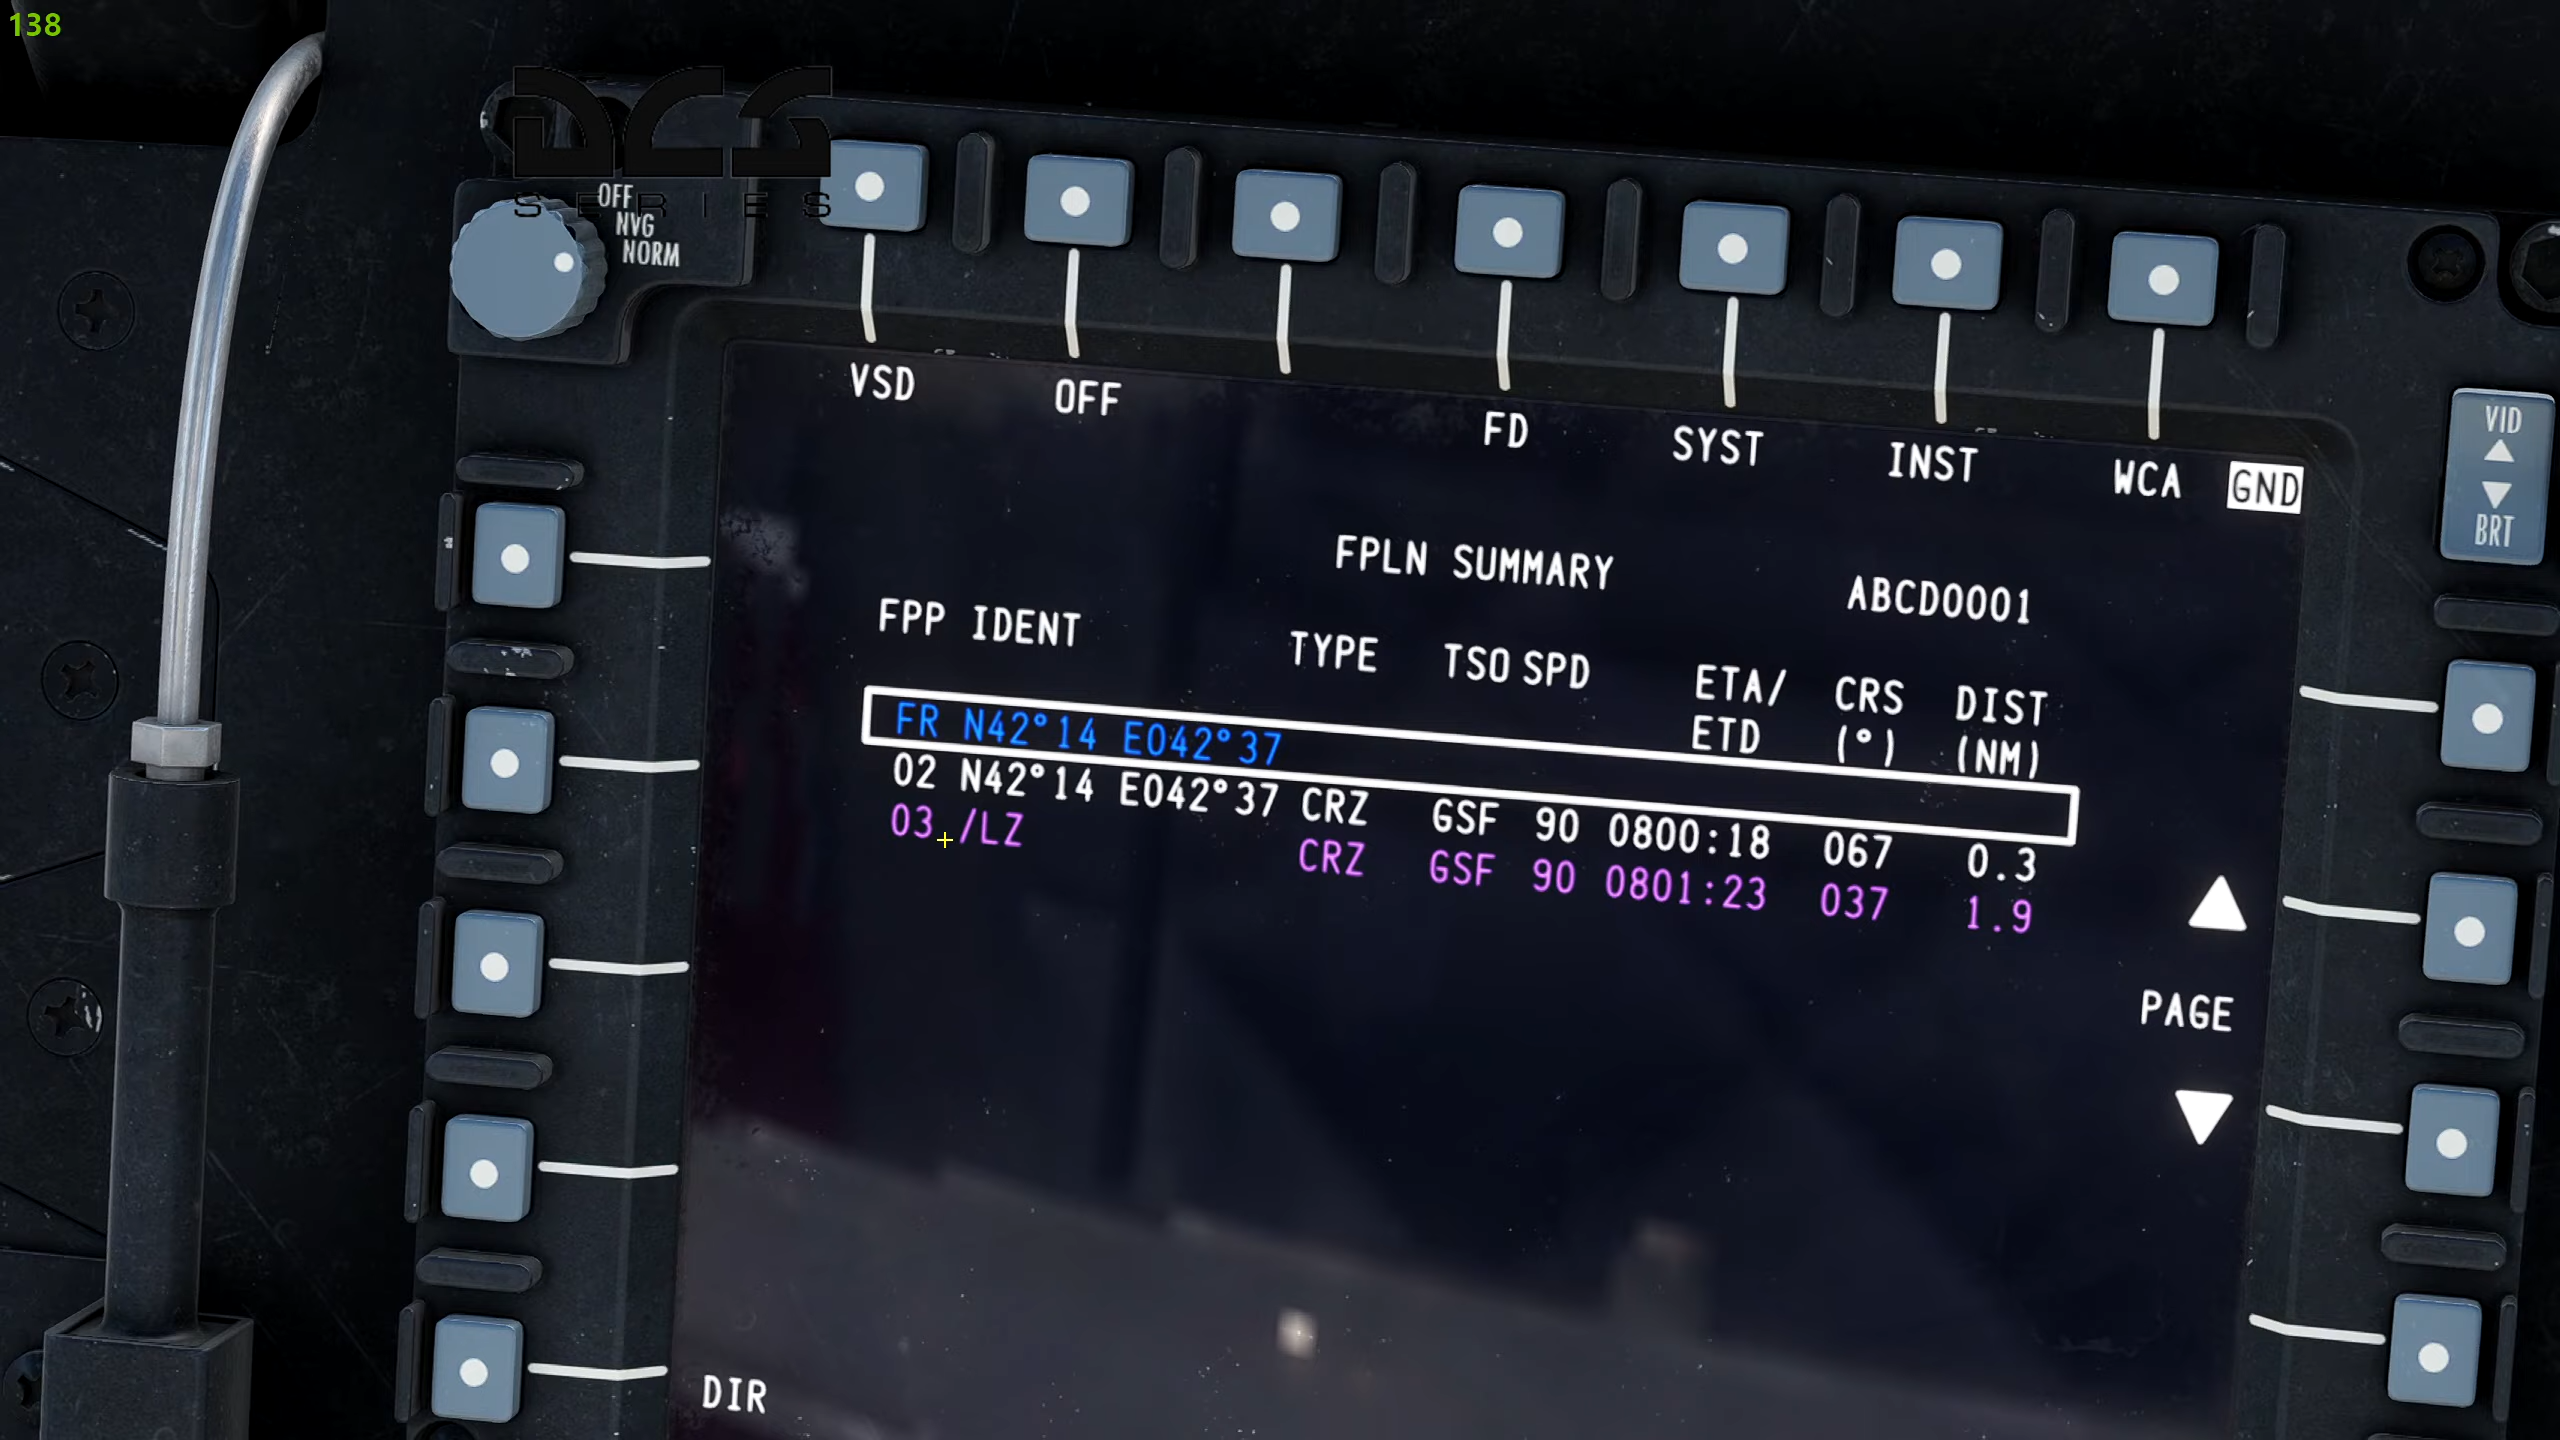 138
DCS
SERIES
OFF
NVG
NORM
VSD OFF FD SYST INST WCA GND
VID
BRT
FPLN SUMMARY ABCD0001
FPP IDENT TYPE TSO SPD ETA/ CRS DIST
ETD (°) (NM)
FR N42°14 E042°37
02 N42°14 E042°37 CRZ GSF 90 0800:18 067 0.3
03 /LZ CRZ GSF 90 0801:23 037 1.9
PAGE
DIR